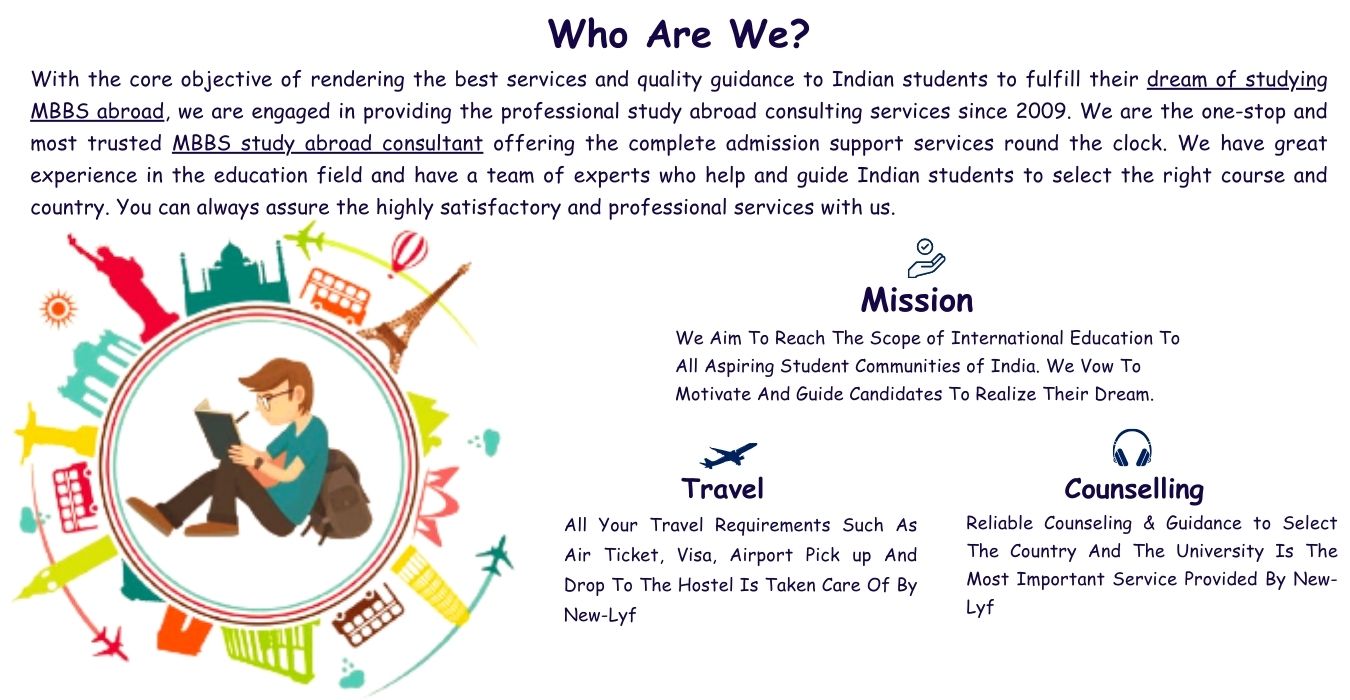 Who Are We?
With the core objective of rendering the best services and quality guidance to Indian students to fulfill their dream of studying
MBBS abroad, we are engaged in providing the professional study abroad consulting services since 2009. We are the one-stop and
most trusted MBBS study abroad consultant offering the complete admission support services round the clock. We have great
experience in the education field and have a team of experts who help and guide Indian students to select the right course and
country. You can always assure the highly satisfactory and professional services with us.
Mission
We Aim To Reach The Scope of International Education To
All Aspiring Student Communities of India. We Vow To
Motivate And Guide Candidates To Realize Their Dream.
Travel
All Your Travel Requirements Such As
Air Ticket, Visa, Airport Pick up And
Drop To The Hostel Is Taken Care Of By
New-Lyf
Counselling
Reliable Counseling & Guidance to Select
The Country And The University Is The
Most Important Service Provided By New-
Lyf